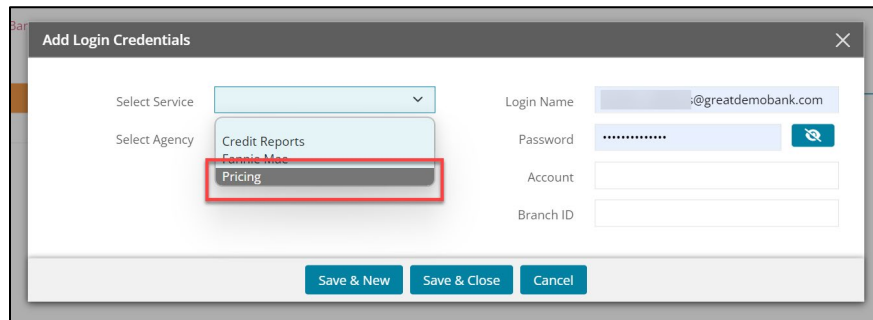 Bar
Add Login Credentials
Select Service
Select Agency
Credit Reports
Fannie Mae
Pricing
Login Name
s@greatdemobank.com
Password
••••••••••••••
Account
Branch ID
Save & New
Save & Close
Cancel